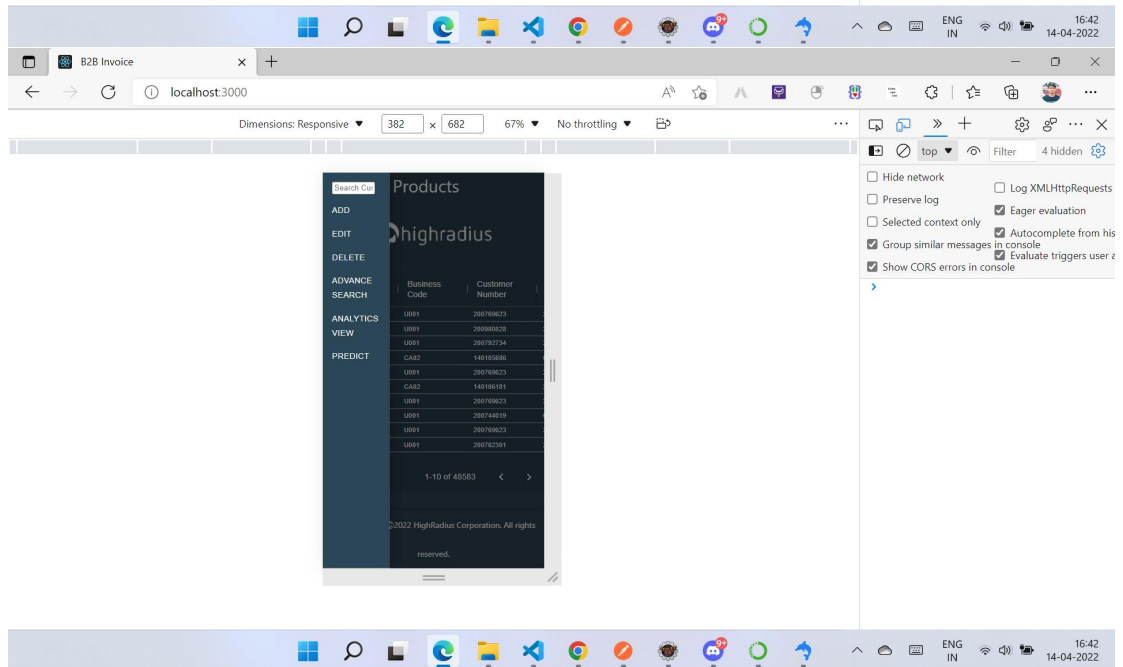 ENG
IN
16:42
14-04-2022
B2B Invoice
localhost:3000
Dimensions: Responsive 382 x 682 67% No throttling
top Filter 4 hidden
Hide network
Log XMLHttpRequests
Preserve log
Eager evaluation
Selected context only
Autocomplete from his
Group similar messages in console
Evaluate triggers user a
Show CORS errors in console
Search Cus
Products
ADD
EDIT
highradius
DELETE
ADVANCE
SEARCH
Business
Code
Customer
Number
ANALYTICS
VIEW
PREDICT
U001 200769623
U001 200980828
U001 200792734
CA02 140105686
U001 200769623
CA02 140106181
U001 200769623
U001 200744019
U001 200769623
U001 200762301
1-10 of 48583
©2022 HighRadius Corporation. All rights
reserved.
9+
ENG
IN
16:42
14-04-2022